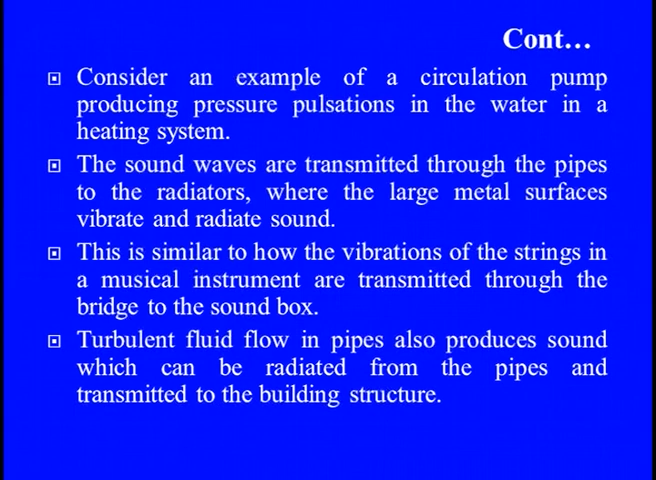 Cont…
Consider an example of a circulation pump
producing pressure pulsations in the water in a
heating system.
The sound waves are transmitted through the pipes
to the radiators, where the large metal surfaces
vibrate and radiate sound.
This is similar to how the vibrations of the strings in
a musical instrument are transmitted through the
bridge to the sound box.
Turbulent fluid flow in pipes also produces sound
which can be radiated from the pipes and
transmitted to the building structure.